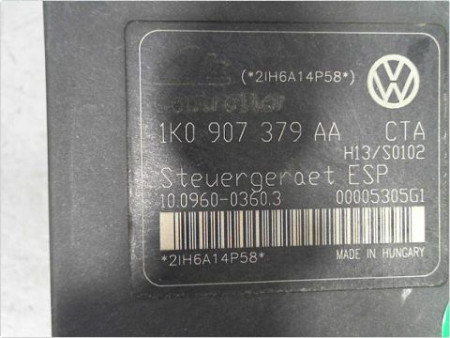 (*2IH6A14P58*)
Controller
1K0 907 379 AA CTA
H13/S0102
Steuergeraet ESP
10.0960-0360.3 00005305G1
*2IH6A14P58*
MADE IN HUNGARY